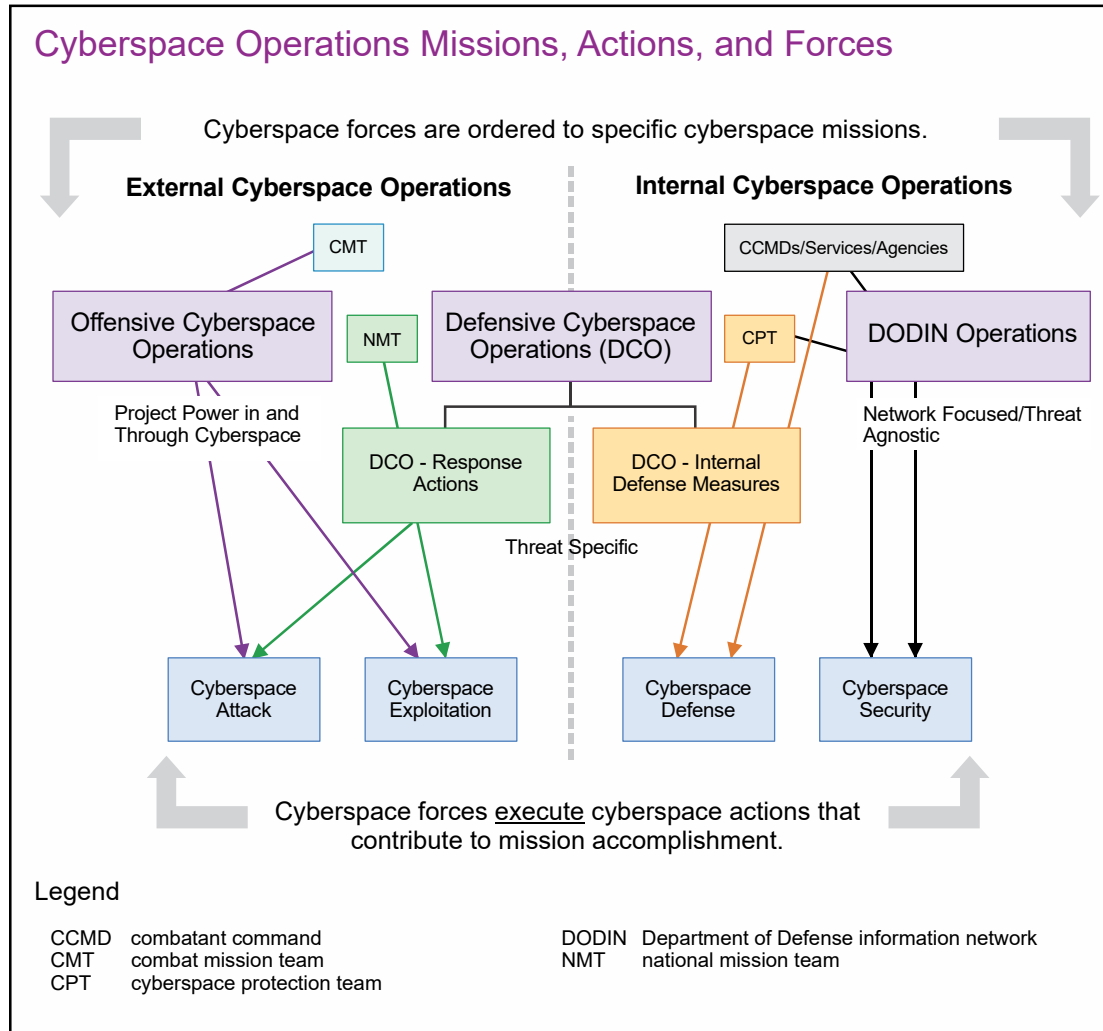 Cyberspace Operations Missions, Actions, and Forces
Cyberspace forces are ordered to specific cyberspace missions.
External Cyberspace Operations
Internal Cyberspace Operations
CMT
CCMDs/Services/Agencies
Offensive Cyberspace
Operations
NMT
Defensive Cyberspace
Operations (DCO)
CPT
DODIN Operations
Project Power in and
Through Cyberspace
Network Focused/Threat
Agnostic
DCO - Response
Actions
DCO - Internal
Defense Measures
Threat Specific
Cyberspace
Attack
Cyberspace
Exploitation
Cyberspace
Defense
Cyberspace
Security
Cyberspace forces execute cyberspace actions that
contribute to mission accomplishment.
Legend
CCMD combatant command
CMT combat mission team
CPT cyberspace protection team
DODIN Department of Defense information network
NMT national mission team